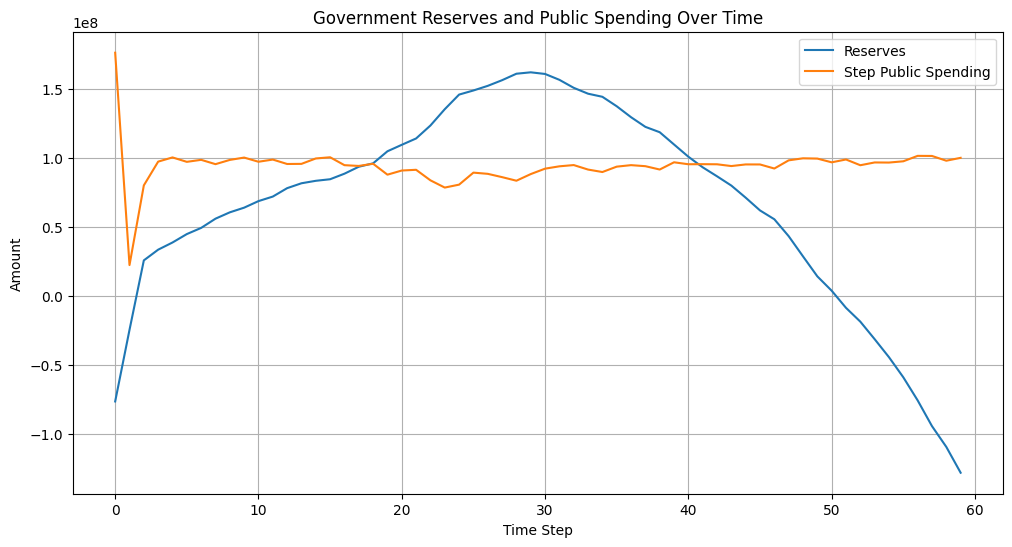 Government Reserves and Public Spending Over Time
1e8
Reserves
Step Public Spending
1.5
1.0
0.5
0.0
−0.5
−1.0
Amount
0 10 20 30 40 50 60
Time Step